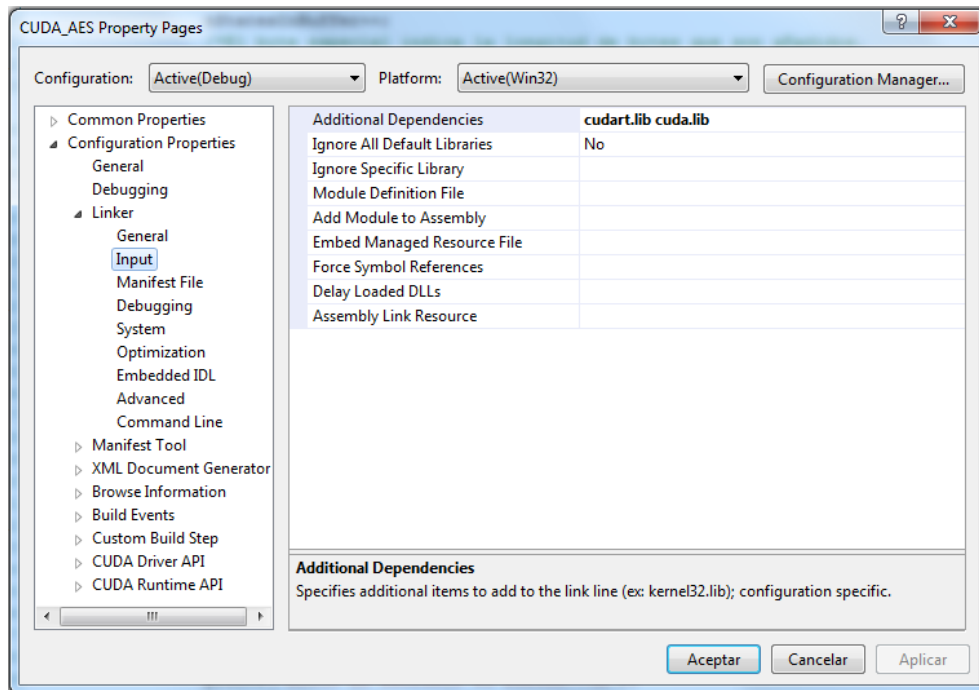 CUDA_AES Property Pages
Configuration: Active(Debug) Platform: Active(Win32) Configuration Manager...
Common Properties
Configuration Properties
General
Debugging
Linker
General
Input
Manifest File
Debugging
System
Optimization
Embedded IDL
Advanced
Command Line
Manifest Tool
XML Document Generator
Browse Information
Build Events
Custom Build Step
CUDA Driver API
CUDA Runtime API
Additional Dependencies cudart.lib cuda.lib
Ignore All Default Libraries No
Ignore Specific Library
Module Definition File
Add Module to Assembly
Embed Managed Resource File
Force Symbol References
Delay Loaded DLLs
Assembly Link Resource
Additional Dependencies
Specifies additional items to add to the link line (ex: kernel32.lib); configuration specific.
Aceptar Cancelar Aplicar